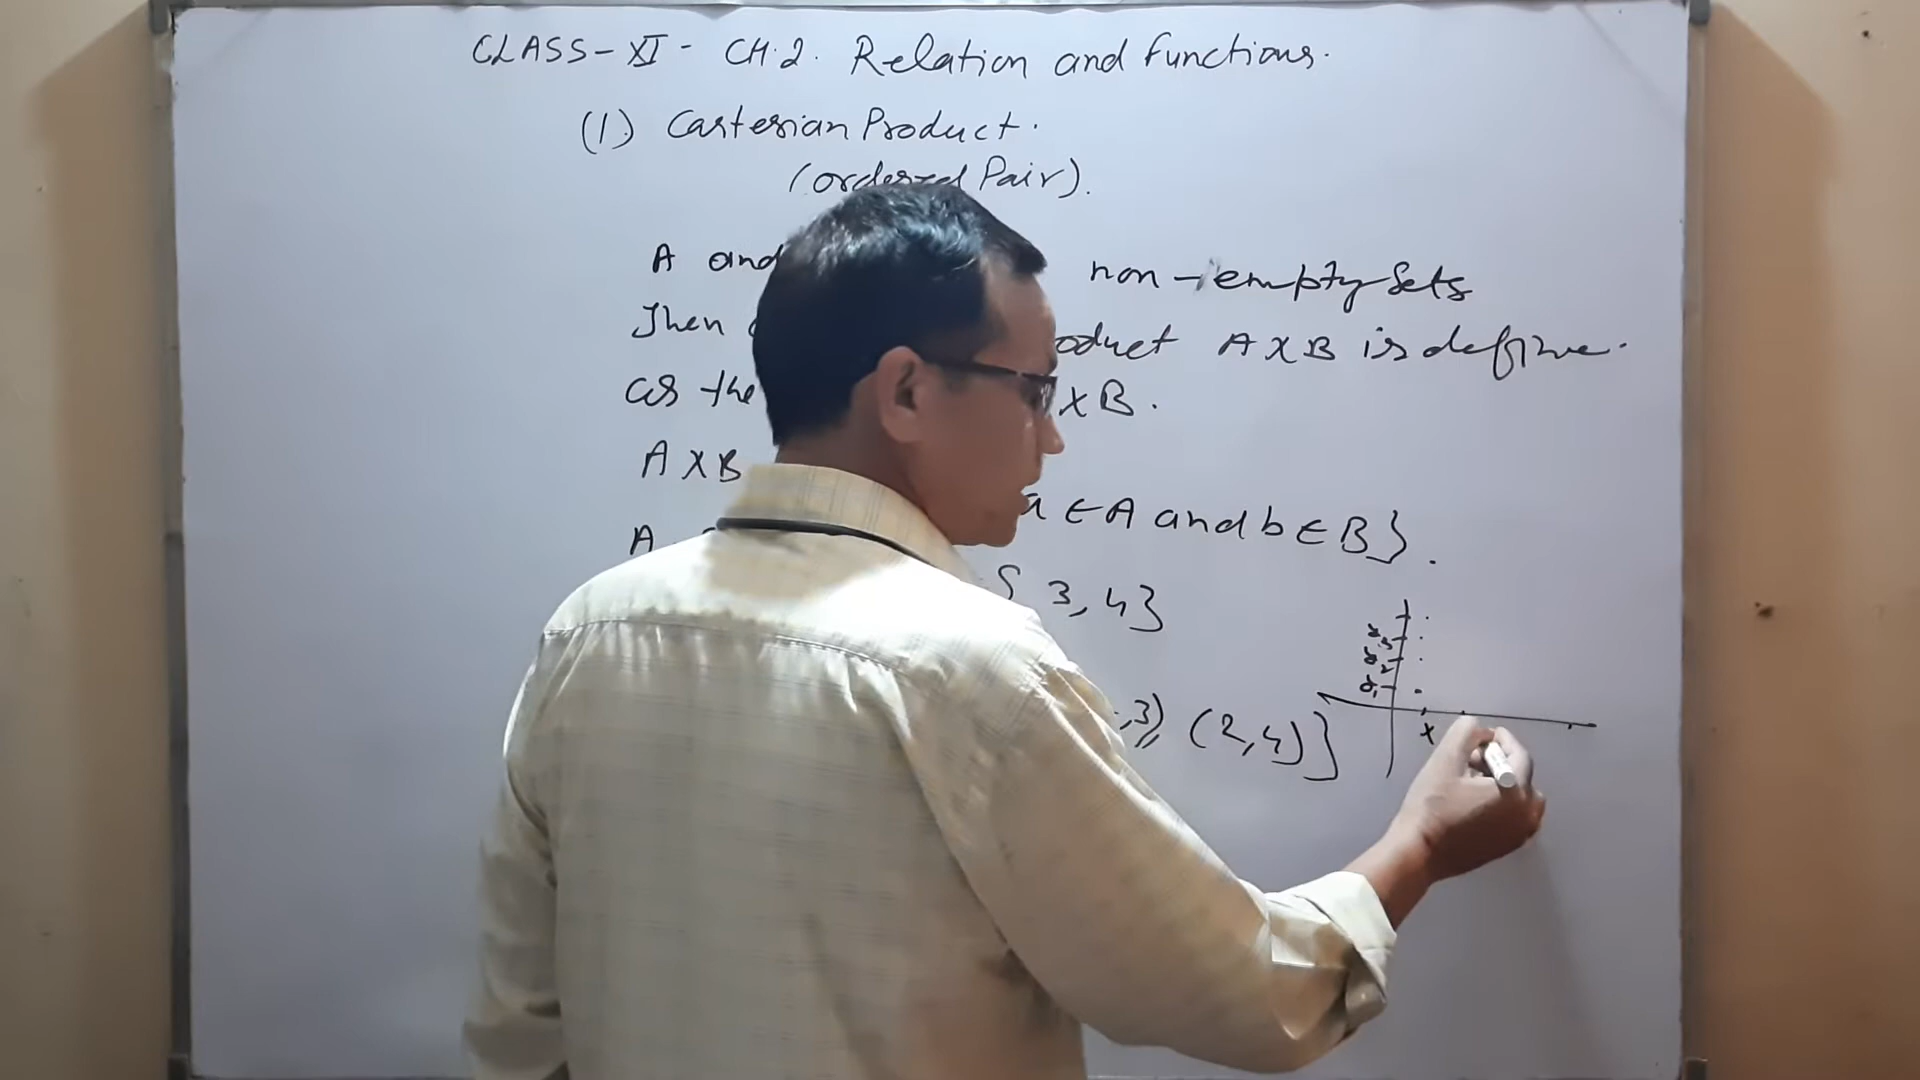 CLASS-XI - CH.2. Relation and functions.
(1) Carterian Product.
(ordered Pair).
A and non-empty Sets
Then oduct A X B is define.
as the X B.
A X B
a ∈ A and b ∈ B}.
A
{ 3, 4}
,3), (2,4)}
x